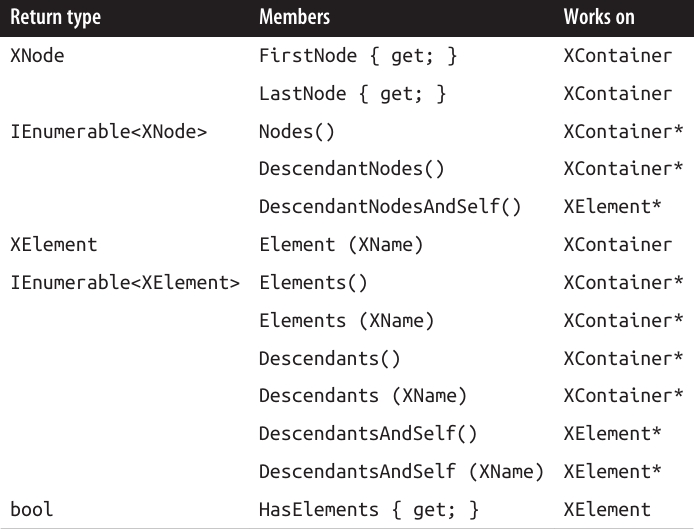 Return type Members Works on
XNode FirstNode { get; } XContainer
LastNode { get; } XContainer
IEnumerable<XNode> Nodes() XContainer*
DescendantNodes() XContainer*
DescendantNodesAndSelf() XElement*
XElement Element (XName) XContainer
IEnumerable<XElement> Elements() XContainer*
Elements (XName) XContainer*
Descendants() XContainer*
Descendants (XName) XContainer*
DescendantsAndSelf() XElement*
DescendantsAndSelf (XName) XElement*
bool HasElements { get; } XElement